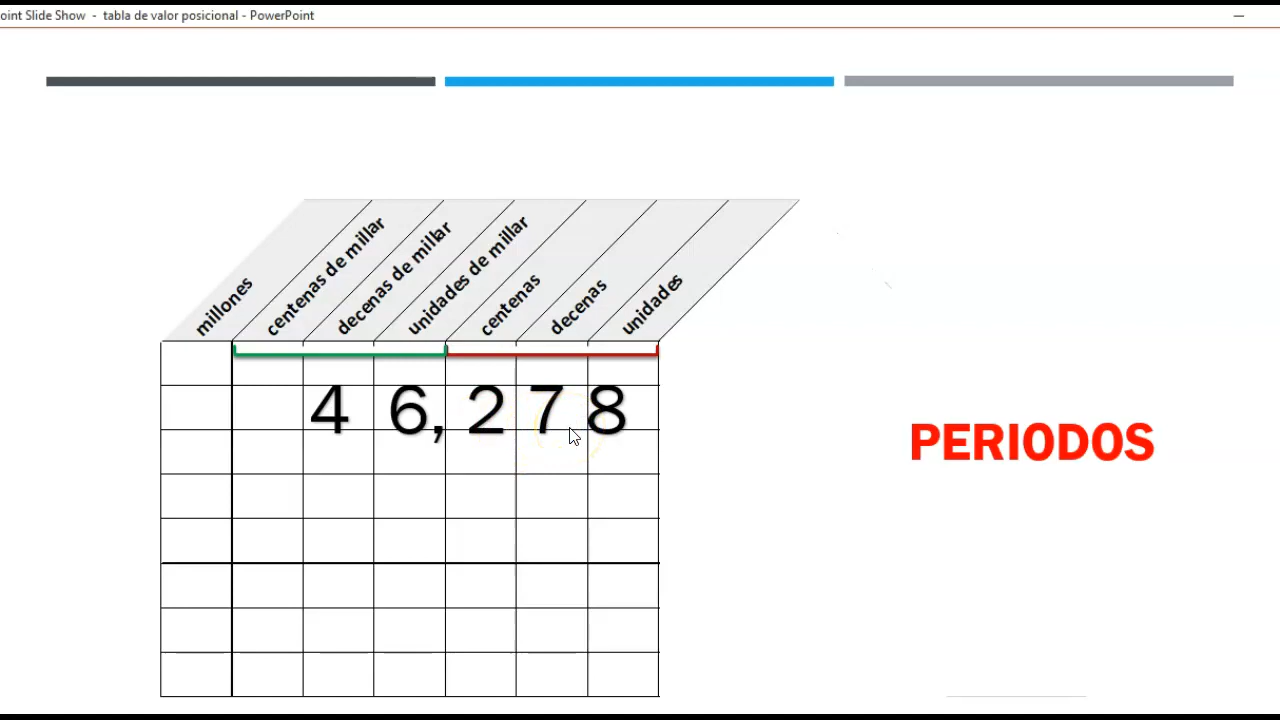 oint Slide Show - tabla de valor posicional - PowerPoint
millones
centenas de millar
decenas de millar
unidades de millar
centenas
decenas
unidades
4 6, 2 7 8
PERIODOS